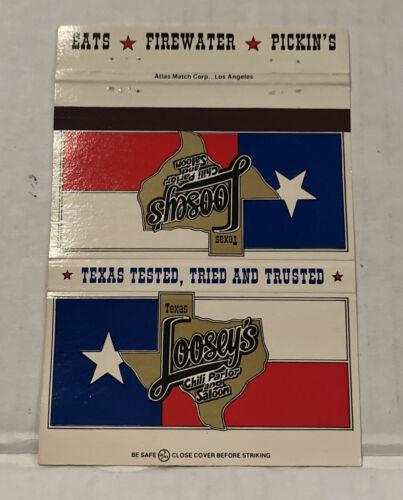 EATS ★ FIREWATER ★ PICKIN'S
Atlas Match Corp., Los Angeles
Texas
Loosey's
Chili Parlor
and
Saloon
★ TEXAS TESTED, TRIED AND TRUSTED ★
Texas
Loosey's
Chili Parlor
and
Saloon
BE SAFE CLOSE COVER BEFORE STRIKING